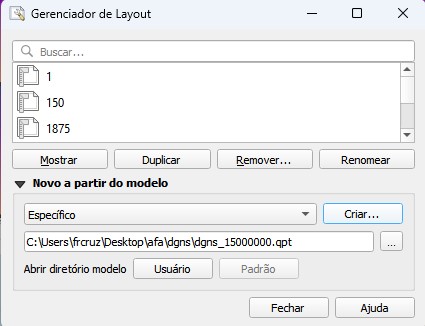 Gerenciador de Layout
Buscar...
1
150
1875
Mostrar Duplicar Remover... Renomear
Novo a partir do modelo
Específico Criar...
C:\Users\frcruz\Desktop\afa\dgns\dgns_15000000.qpt ...
Abrir diretório modelo Usuário Padrão
Fechar Ajuda